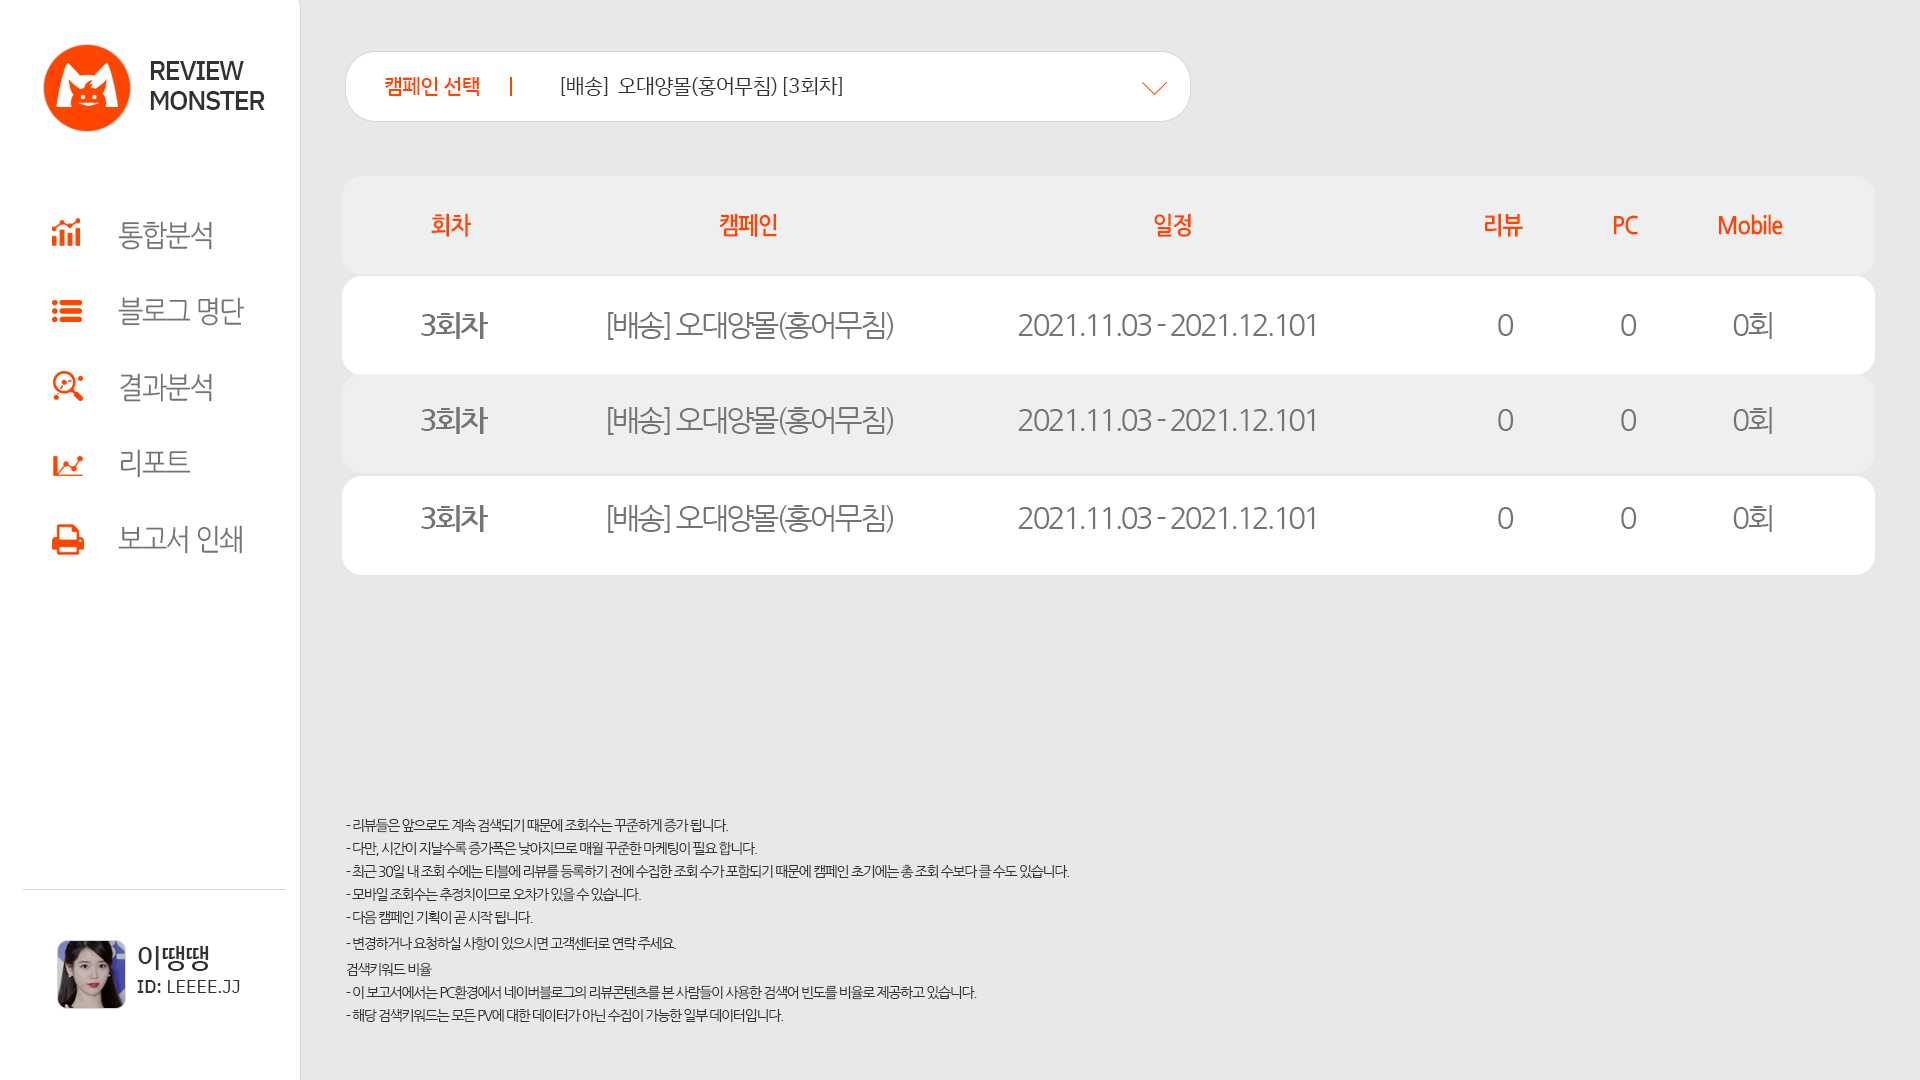 REVIEW
MONSTER
통합분석
블로그 명단
결과분석
리포트
보고서 인쇄
이땡땡
ID: LEEEE.JJ
캠페인 선택 | [배송] 오대양몰(홍어무침) [3회차]
회차 캠페인 일정 리뷰 PC Mobile
3회차 [배송] 오대양몰(홍어무침) 2021.11.03 - 2021.12.101 0 0 0회
3회차 [배송] 오대양몰(홍어무침) 2021.11.03 - 2021.12.101 0 0 0회
3회차 [배송] 오대양몰(홍어무침) 2021.11.03 - 2021.12.101 0 0 0회
- 리뷰들은 앞으로도 계속 검색되기 때문에 조회수는 꾸준하게 증가 됩니다.
- 다만, 시간이 지날수록 증가폭은 낮아지므로 매월 꾸준한 마케팅이 필요 합니다.
- 최근 30일 내 조회 수에는 티블에 리뷰를 등록하기 전에 수집한 조회 수가 포함되기 때문에 캠페인 초기에는 총 조회 수보다 클 수도 있습니다.
- 모바일 조회수는 추정치이므로 오차가 있을 수 있습니다.
- 다음 캠페인 기획이 곧 시작 됩니다.
- 변경하거나 요청하실 사항이 있으시면 고객센터로 연락 주세요.
검색키워드 비율
- 이 보고서에서는 PC환경에서 네이버블로그의 리뷰콘텐츠를 본 사람들이 사용한 검색어 빈도를 비율로 제공하고 있습니다.
- 해당 검색키워드는 모든 PV에 대한 데이터가 아닌 수집이 가능한 일부 데이터입니다.